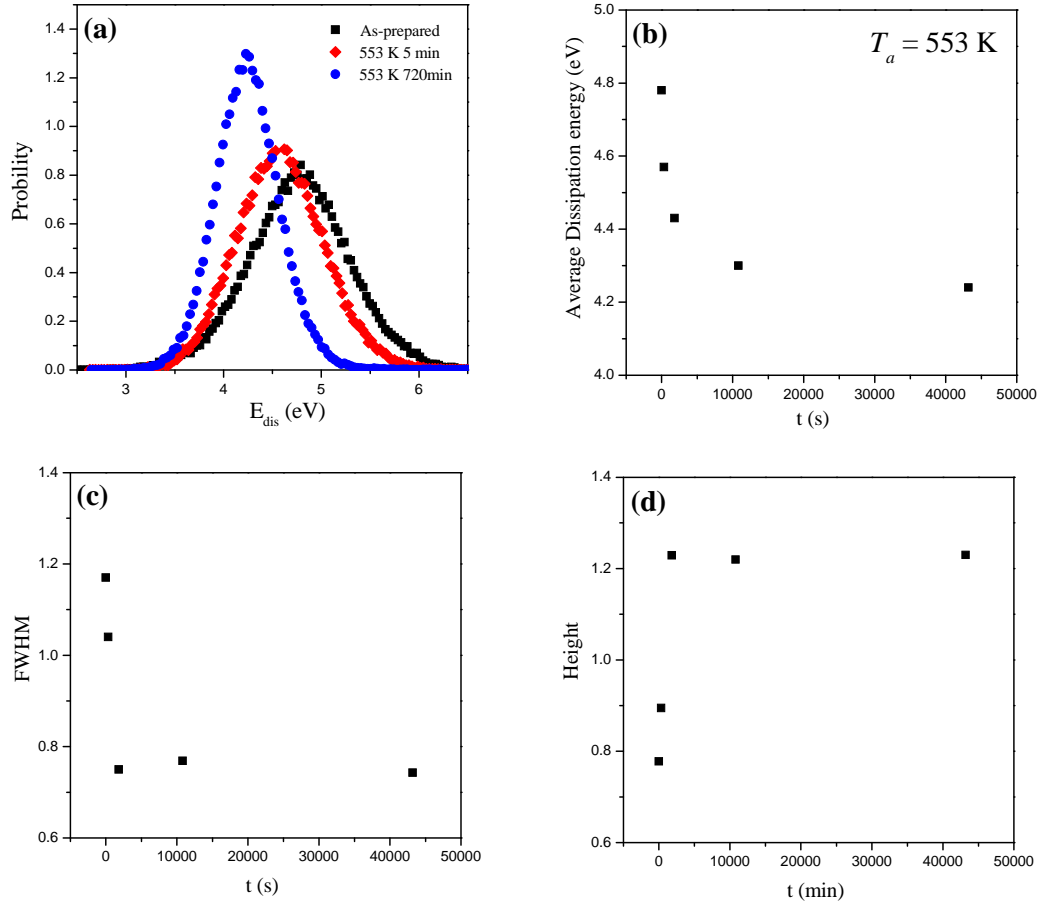 (a)
As-prepared
553 K 5 min
553 K 720min
1.4
1.2
1.0
0.8
0.6
0.4
0.2
0.0
Probility
3 4 5 6
E_dis (eV)
(b)
T_a = 553 K
5.0
4.8
4.6
4.4
4.2
4.0
Average Dissipation energy (eV)
0 10000 20000 30000 40000 50000
t (s)
(c)
1.4
1.2
1.0
0.8
0.6
FWHM
0 10000 20000 30000 40000 50000
t (s)
(d)
1.4
1.2
1.0
0.8
0.6
Height
0 10000 20000 30000 40000 50000
t (min)